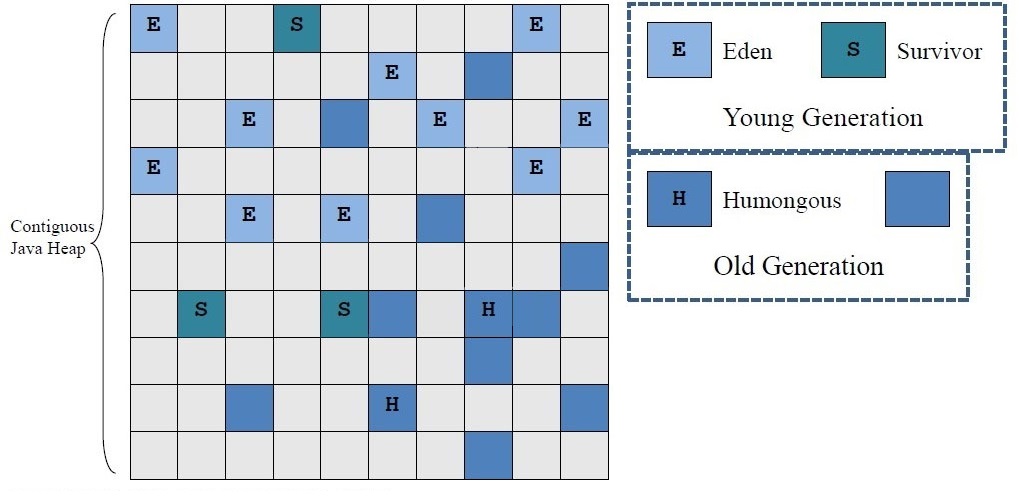 E S E
E
E E E
E E
E E
S S H
H
Contiguous
Java Heap
E Eden S Survivor
Young Generation
H Humongous
Old Generation